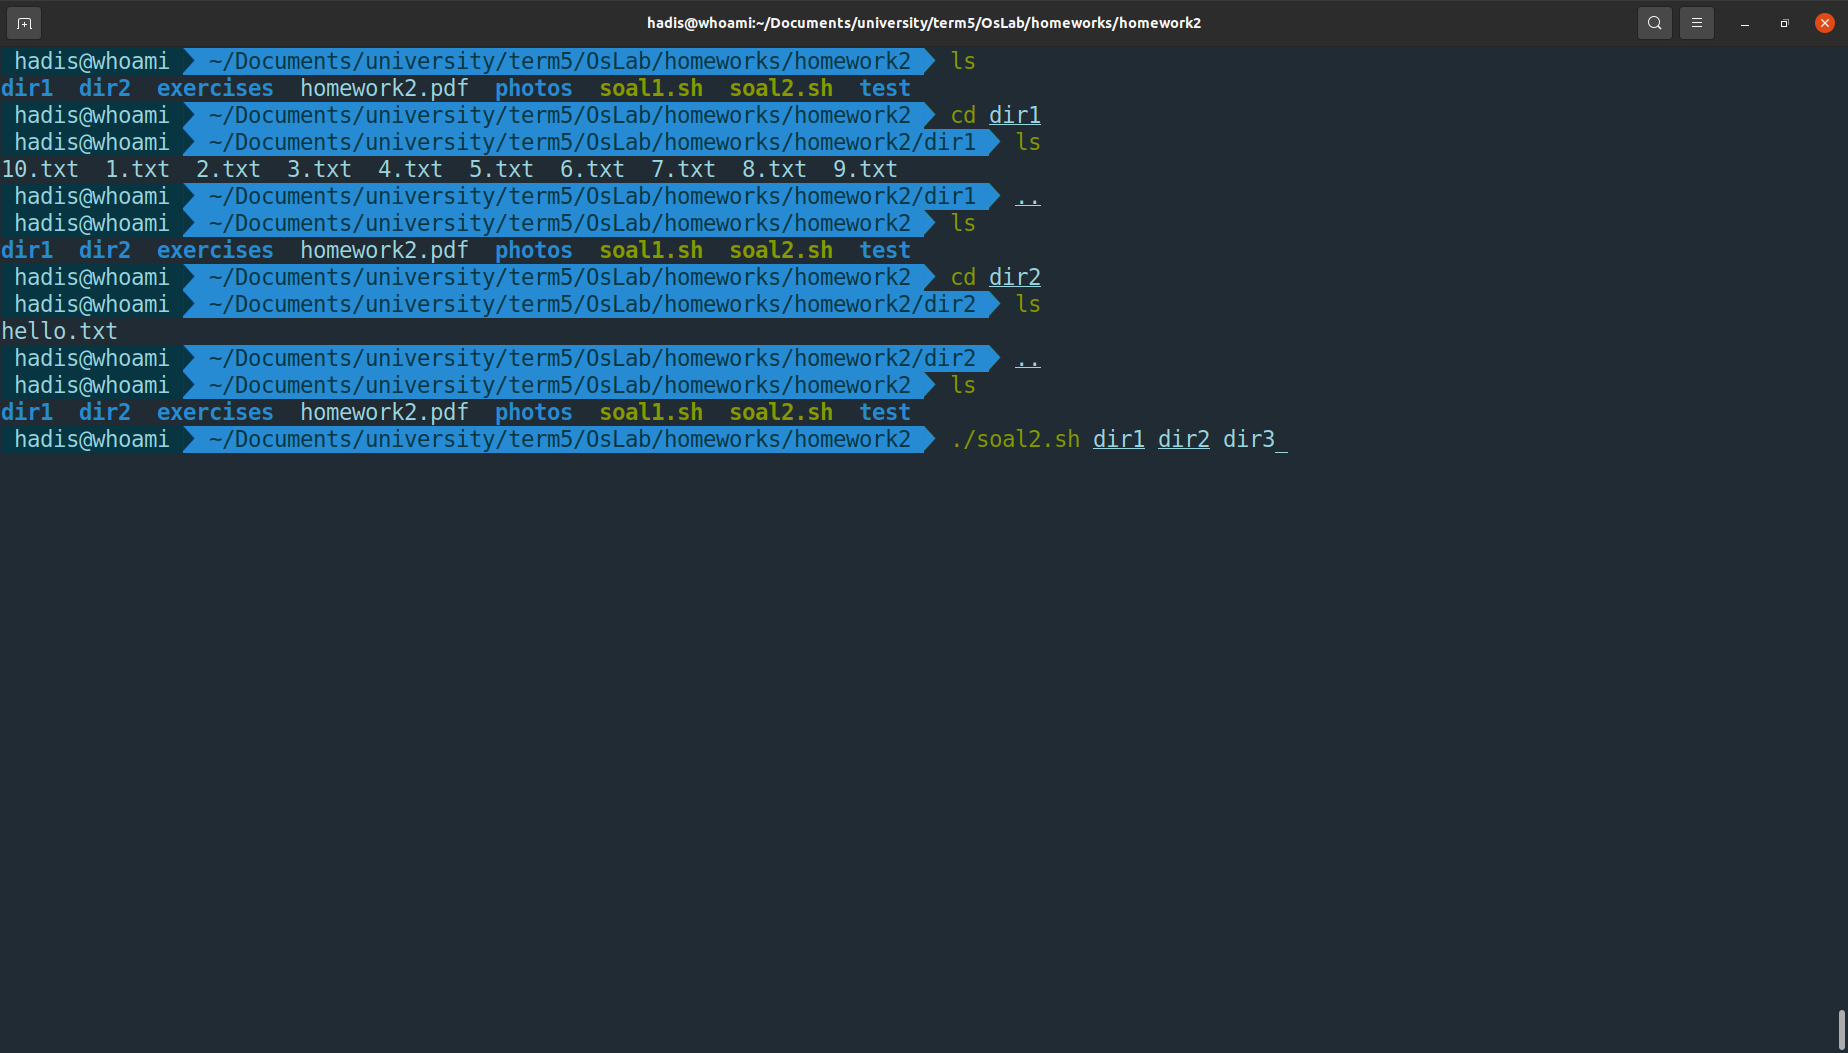 hadis@whoami:~/Documents/university/term5/OsLab/homeworks/homework2
hadis@whoami ~/Documents/university/term5/OsLab/homeworks/homework2 ls
dir1 dir2 exercises homework2.pdf photos soal1.sh soal2.sh test
hadis@whoami ~/Documents/university/term5/OsLab/homeworks/homework2 cd dir1
hadis@whoami ~/Documents/university/term5/OsLab/homeworks/homework2/dir1 ls
10.txt 1.txt 2.txt 3.txt 4.txt 5.txt 6.txt 7.txt 8.txt 9.txt
hadis@whoami ~/Documents/university/term5/OsLab/homeworks/homework2/dir1 ..
hadis@whoami ~/Documents/university/term5/OsLab/homeworks/homework2 ls
dir1 dir2 exercises homework2.pdf photos soal1.sh soal2.sh test
hadis@whoami ~/Documents/university/term5/OsLab/homeworks/homework2 cd dir2
hadis@whoami ~/Documents/university/term5/OsLab/homeworks/homework2/dir2 ls
hello.txt
hadis@whoami ~/Documents/university/term5/OsLab/homeworks/homework2/dir2 ..
hadis@whoami ~/Documents/university/term5/OsLab/homeworks/homework2 ls
dir1 dir2 exercises homework2.pdf photos soal1.sh soal2.sh test
hadis@whoami ~/Documents/university/term5/OsLab/homeworks/homework2 ./soal2.sh dir1 dir2 dir3_